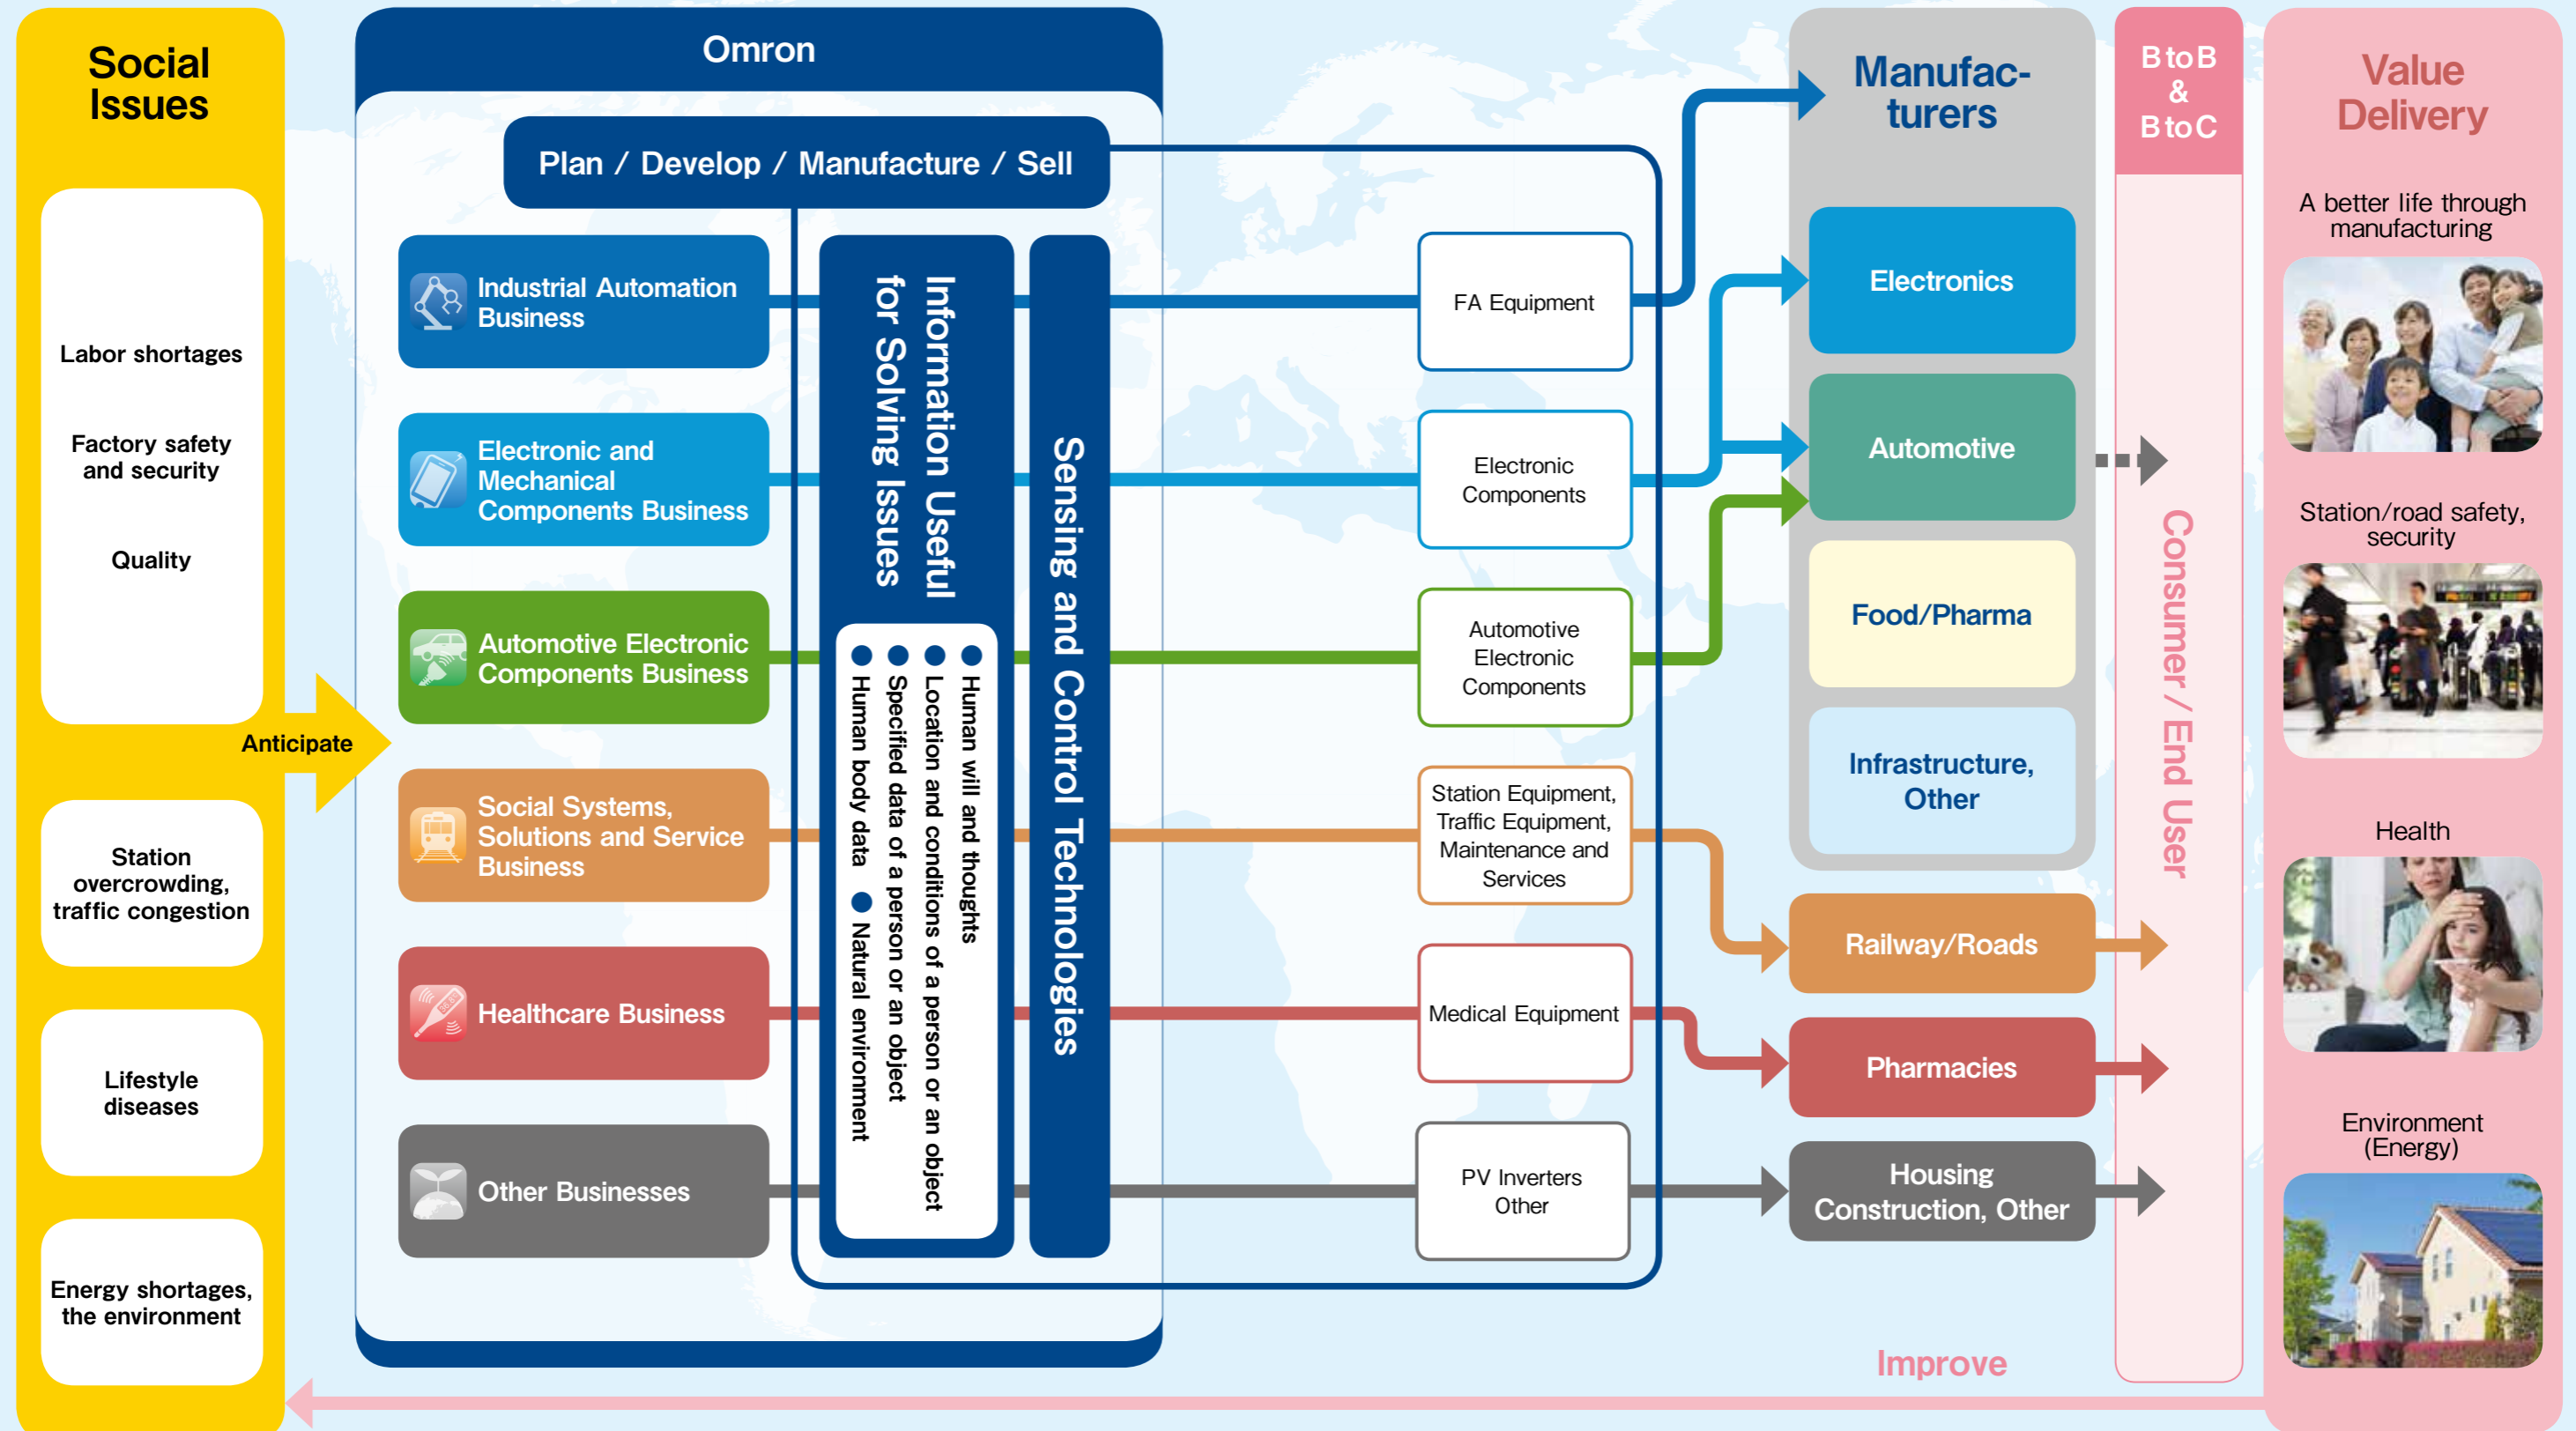 Social
Issues
Labor shortages
Factory safety
and security
Quality
Anticipate
Station
overcrowding,
traffic congestion
Lifestyle
diseases
Energy shortages,
the environment
Omron
Plan / Develop / Manufacture / Sell
Industrial Automation
Business
Electronic and
Mechanical
Components Business
Automotive Electronic
Components Business
Social Systems,
Solutions and Service
Business
Healthcare Business
Other Businesses
Information Useful
for Solving Issues
● Human will and thoughts
● Location and conditions of a person or an object
● Specified data of a person or an object
● Human body data ● Natural environment
Sensing and Control Technologies
FA Equipment
Electronic
Components
Automotive
Electronic
Components
Station Equipment,
Traffic Equipment,
Maintenance and
Services
Medical Equipment
PV Inverters
Other
Manufac-
turers
Electronics
Automotive
Food/Pharma
Infrastructure,
Other
Railway/Roads
Pharmacies
Housing
Construction, Other
B to B
&
B to C
Consumer / End User
Value
Delivery
A better life through
manufacturing
Station/road safety,
security
Health
Environment
(Energy)
Improve